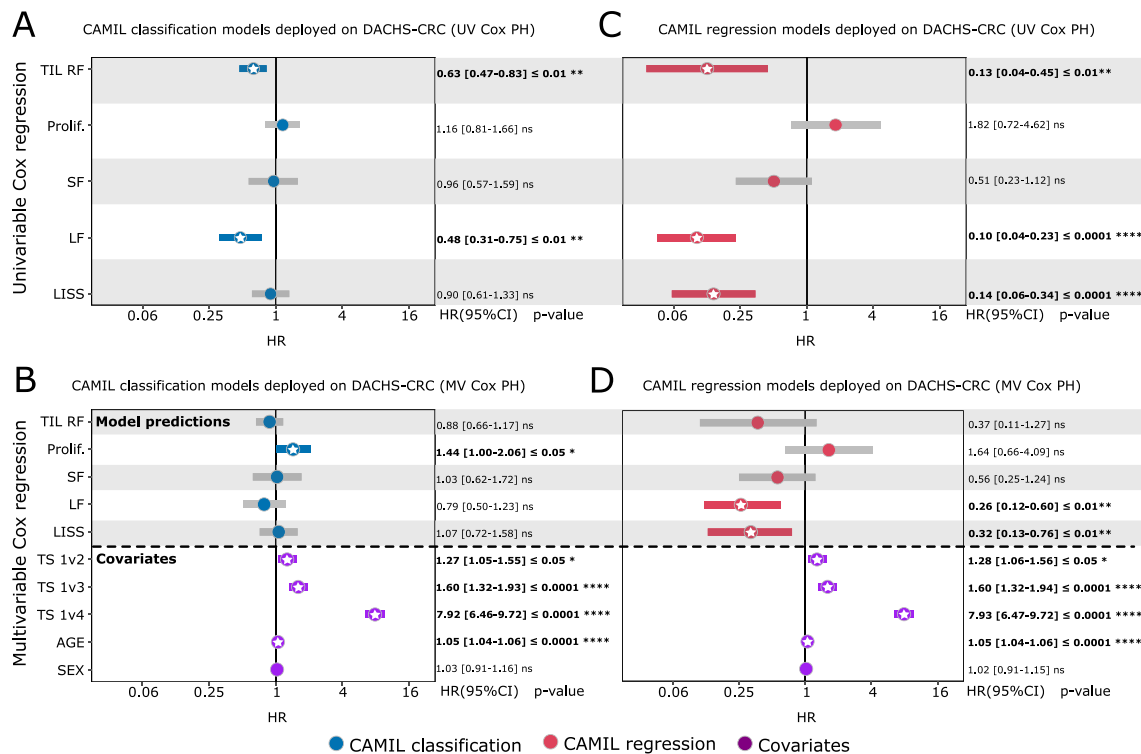 A
CAMIL classification models deployed on DACHS-CRC (UV Cox PH)
Univariable Cox regression
TIL RF
0.63 [0.47-0.83] ≤ 0.01 **
Prolif.
1.16 [0.81-1.66] ns
SF
0.96 [0.57-1.59] ns
LF
0.48 [0.31-0.75] ≤ 0.01 **
LISS
0.90 [0.61-1.33] ns
0.06 0.25 1 4 16 HR(95%CI) p-value
HR
C
CAMIL regression models deployed on DACHS-CRC (UV Cox PH)
0.13 [0.04-0.45] ≤ 0.01**
1.82 [0.72-4.62] ns
0.51 [0.23-1.12] ns
0.10 [0.04-0.23] ≤ 0.0001 ****
0.14 [0.06-0.34] ≤ 0.0001 ****
0.06 0.25 1 4 16 HR(95%CI) p-value
HR
B
CAMIL classification models deployed on DACHS-CRC (MV Cox PH)
Multivariable Cox regression
Model predictions
TIL RF
0.88 [0.66-1.17] ns
Prolif.
1.44 [1.00-2.06] ≤ 0.05 *
SF
1.03 [0.62-1.72] ns
LF
0.79 [0.50-1.23] ns
LISS
1.07 [0.72-1.58] ns
Covariates
TS 1v2
1.27 [1.05-1.55] ≤ 0.05 *
TS 1v3
1.60 [1.32-1.93] ≤ 0.0001 ****
TS 1v4
7.92 [6.46-9.72] ≤ 0.0001 ****
AGE
1.05 [1.04-1.06] ≤ 0.0001 ****
SEX
1.03 [0.91-1.16] ns
0.06 0.25 1 4 16 HR(95%CI) p-value
HR
D
CAMIL regression models deployed on DACHS-CRC (MV Cox PH)
0.37 [0.11-1.27] ns
1.64 [0.66-4.09] ns
0.56 [0.25-1.24] ns
0.26 [0.12-0.60] ≤ 0.01**
0.32 [0.13-0.76] ≤ 0.01**
1.28 [1.06-1.56] ≤ 0.05 *
1.60 [1.32-1.94] ≤ 0.0001 ****
7.93 [6.47-9.72] ≤ 0.0001 ****
1.05 [1.04-1.06] ≤ 0.0001 ****
1.02 [0.91-1.15] ns
0.06 0.25 1 4 16 HR(95%CI) p-value
HR
CAMIL classification CAMIL regression Covariates